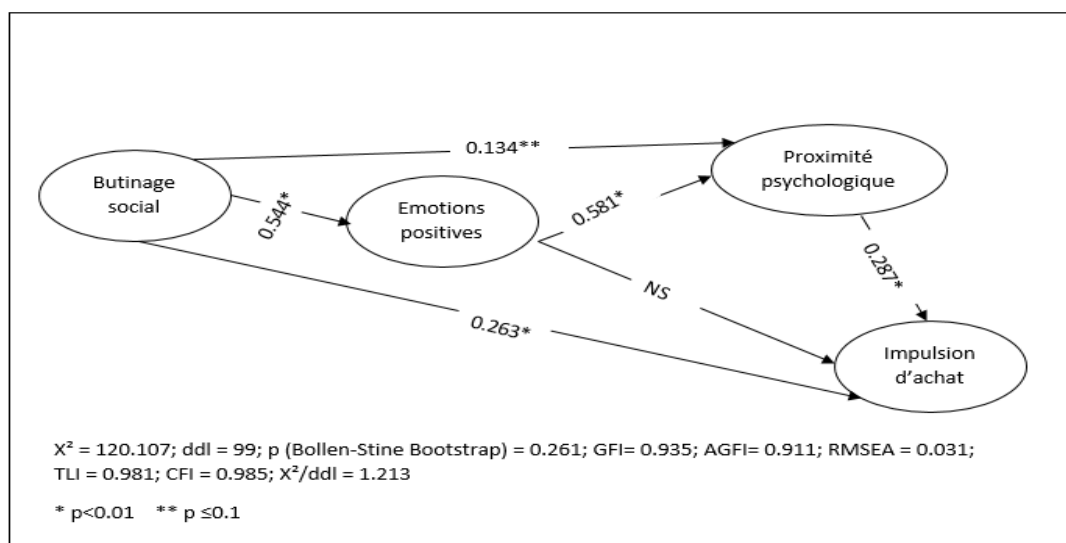 0.134**
Proximité
psychologique
Butinage
social
0.544*
Emotions
positives
0.581*
0.287*
NS
0.263*
Impulsion
d'achat
X² = 120.107; ddl = 99; p (Bollen-Stine Bootstrap) = 0.261; GFI= 0.935; AGFI= 0.911; RMSEA = 0.031;
TLI = 0.981; CFI = 0.985; X²/ddl = 1.213
* p<0.01 ** p ≤0.1